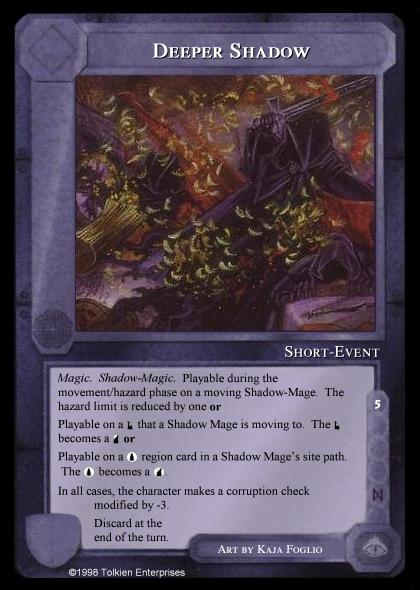 DEEPER SHADOW
SHORT-EVENT
Magic. Shadow-Magic. Playable during the
movement/hazard phase on a moving Shadow-Mage. The
hazard limit is reduced by one or
Playable on a that a Shadow Mage is moving to. The
becomes a or
Playable on a region card in a Shadow Mage's site path.
The becomes a .
5
In all cases, the character makes a corruption check
modified by -3.
Discard at the
end of the turn.
ART BY KAJA FOGLIO
©1998 Tolkien Enterprises